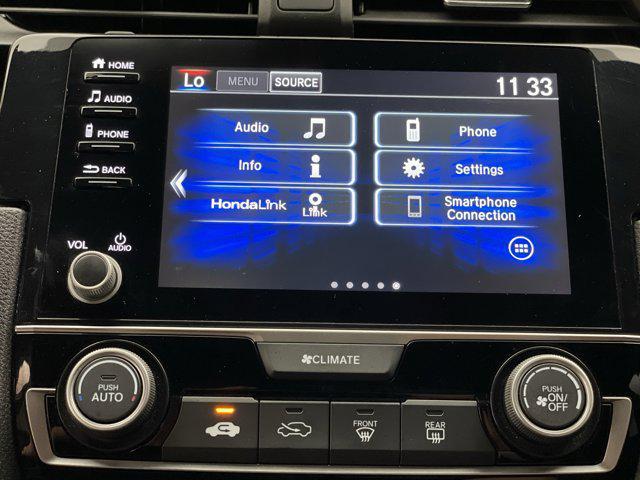 HOME
AUDIO
PHONE
BACK
VOL
AUDIO
Lo MENU SOURCE 11 33
Audio
Phone
Info
Settings
HondaLink
Link
Smartphone
Connection
CLIMATE
PUSH
AUTO
FRONT
REAR
PUSH
ON/
OFF